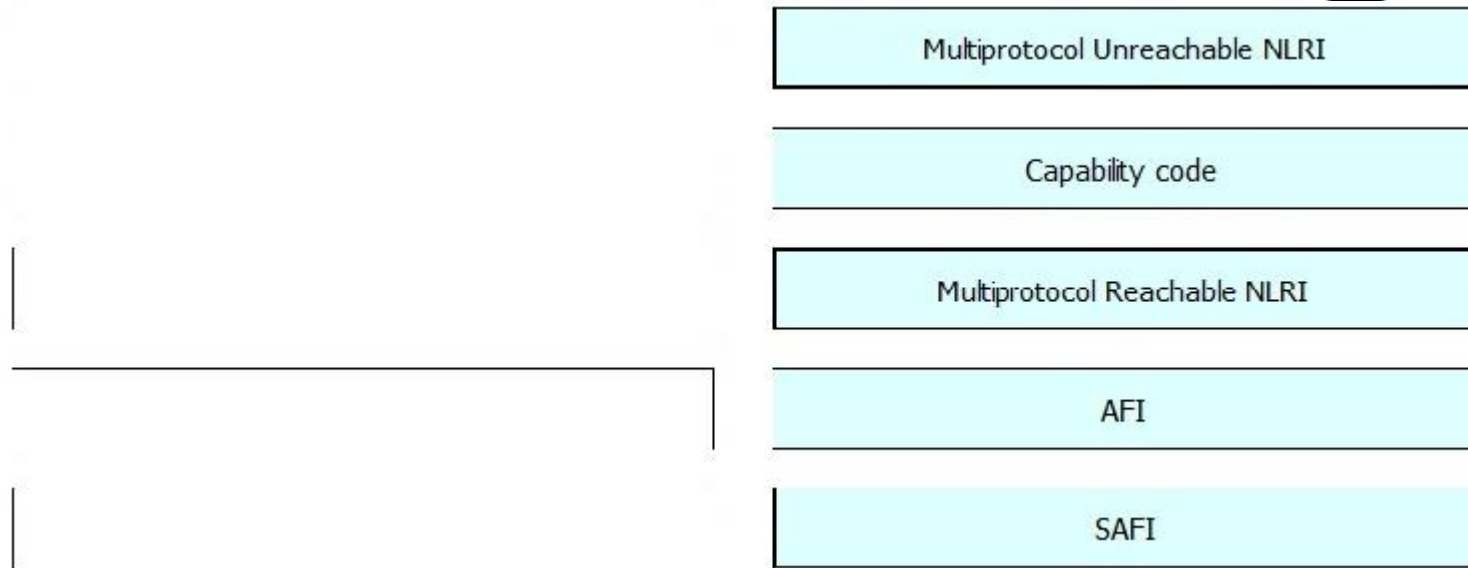 Multiprotocol Unreachable NLRI
Capability code
Multiprotocol Reachable NLRI
AFI
SAFI